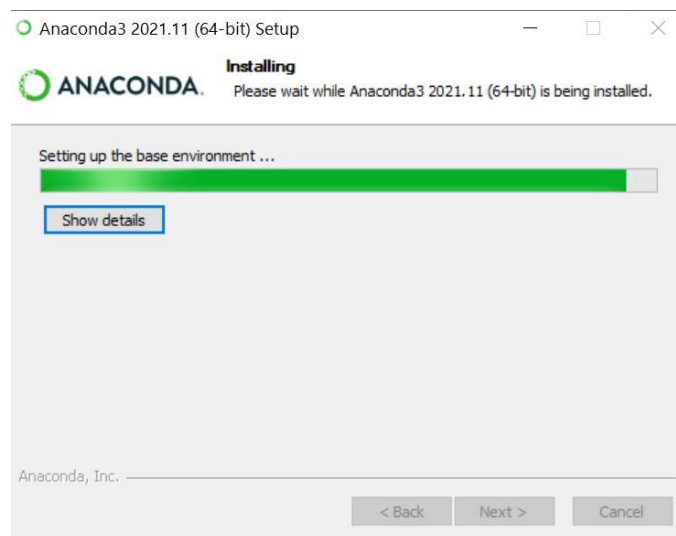 Anaconda3 2021.11 (64-bit) Setup
ANACONDA.
Installing
Please wait while Anaconda3 2021.11 (64-bit) is being installed.
Setting up the base environment ...
Show details
Anaconda, Inc.
< Back
Next >
Cancel